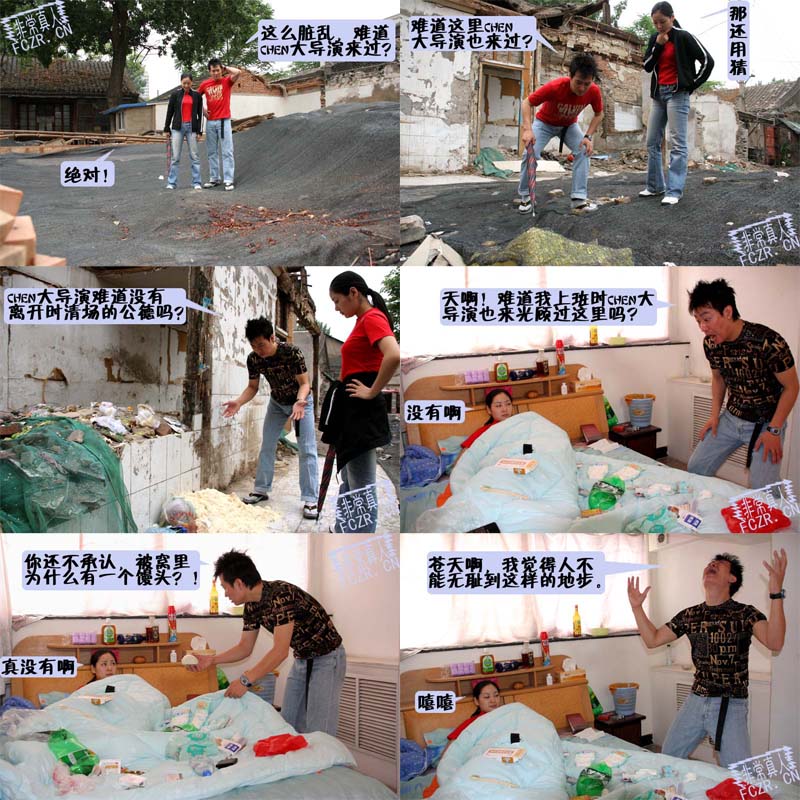 非常真人
FCZR.CN
这么脏乱，难道
CHEN大导演来过？
绝对！
难道这里CHEN
大导演也来过？
那还用猜
非常真人
FCZR.CN
CHEN大导演难道没有
离开时清场的公德吗？
非常真人
FCZR.CN
天啊！难道我上班时CHEN大
导演也来光顾过这里吗？
没有啊
非常真人
FCZR.CN
你还不承认，被窝里
为什么有一个馒头？！
真没有啊
非常真人
FCZR.CN
苍天啊，我觉得人不
能无耻到这样的地步。
嘻嘻
非常真人
FCZR.CN